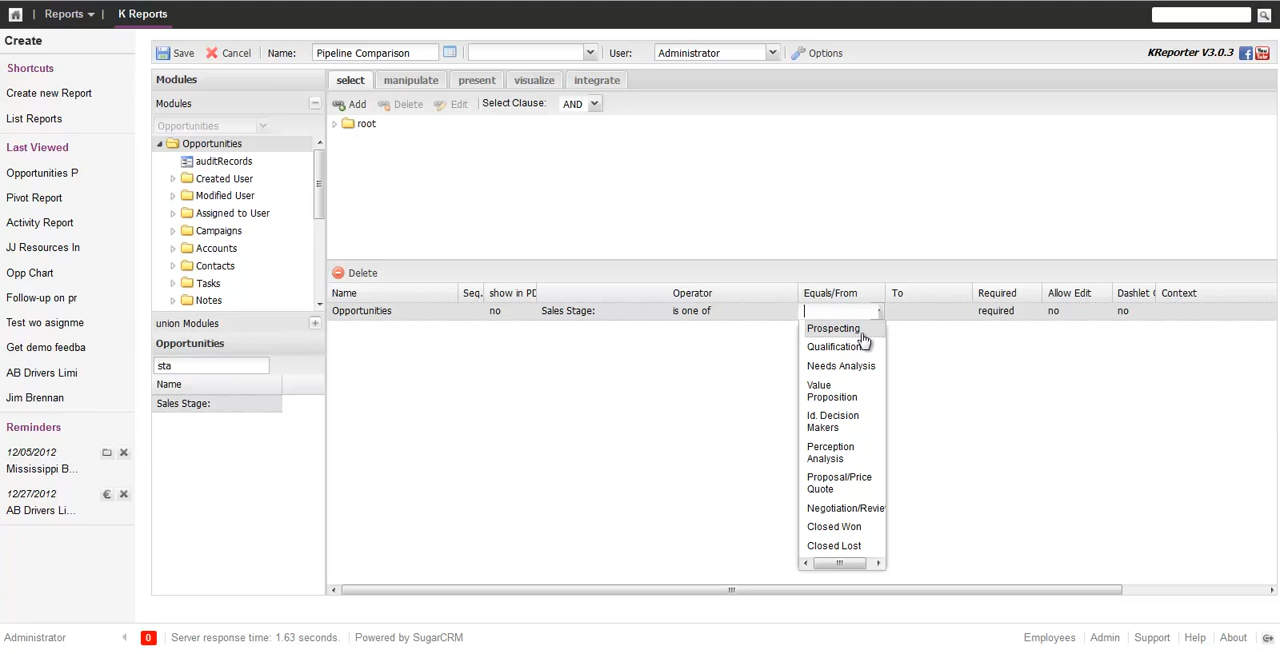 Reports
K Reports
Create
Shortcuts
Create new Report
List Reports
Last Viewed
Opportunities P
Pivot Report
Activity Report
JJ Resources In
Opp Chart
Follow-up on pr
Test wo asignme
Get demo feedba
AB Drivers Limi
Jim Brennan
Reminders
12/05/2012
Mississippi B...
12/27/2012
AB Drivers Li...
Save Cancel Name: Pipeline Comparison User: Administrator Options KReporter V3.0.3
Modules
Modules
Opportunities
Opportunities
auditRecords
Created User
Modified User
Assigned to User
Campaigns
Accounts
Contacts
Tasks
Notes
union Modules
Opportunities
sta
Name
Sales Stage:
select manipulate present visualize integrate
Add Delete Edit Select Clause: AND
root
Delete
Name Seq. show in PD Operator Equals/From To Required Allow Edit Dashlet Context
Opportunities no Sales Stage: is one of required no no
Prospecting
Qualification
Needs Analysis
Value
Proposition
Id. Decision
Makers
Perception
Analysis
Proposal/Price
Quote
Negotiation/Review
Closed Won
Closed Lost
Administrator 0 Server response time: 1.63 seconds. Powered by SugarCRM Employees Admin Support Help About